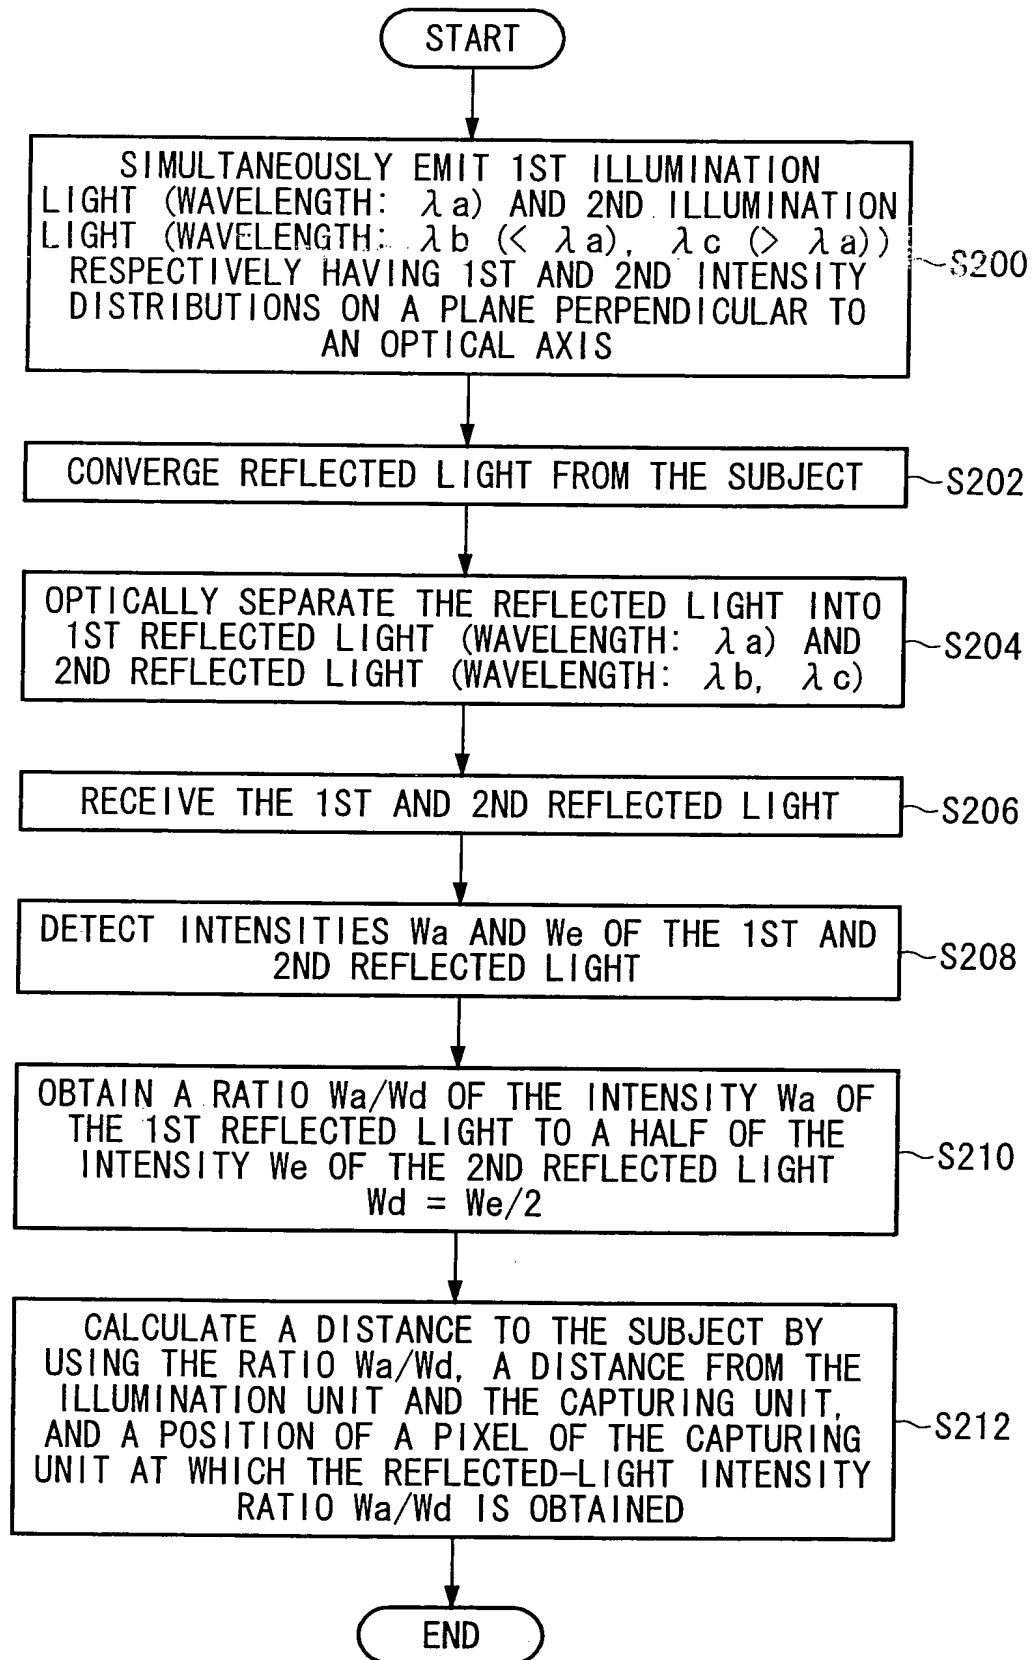 START
SIMULTANEOUSLY EMIT 1ST ILLUMINATION
LIGHT (WAVELENGTH: λa) AND 2ND ILLUMINATION
LIGHT (WAVELENGTH: λb (< λa), λc (> λa))
RESPECTIVELY HAVING 1ST AND 2ND INTENSITY
DISTRIBUTIONS ON A PLANE PERPENDICULAR TO
AN OPTICAL AXIS
S200
CONVERGE REFLECTED LIGHT FROM THE SUBJECT
S202
OPTICALLY SEPARATE THE REFLECTED LIGHT INTO
1ST REFLECTED LIGHT (WAVELENGTH: λa) AND
2ND REFLECTED LIGHT (WAVELENGTH: λb, λc)
S204
RECEIVE THE 1ST AND 2ND REFLECTED LIGHT
S206
DETECT INTENSITIES Wa AND We OF THE 1ST AND
2ND REFLECTED LIGHT
S208
OBTAIN A RATIO Wa/Wd OF THE INTENSITY Wa OF
THE 1ST REFLECTED LIGHT TO A HALF OF THE
INTENSITY We OF THE 2ND REFLECTED LIGHT
Wd = We/2
S210
CALCULATE A DISTANCE TO THE SUBJECT BY
USING THE RATIO Wa/Wd, A DISTANCE FROM THE
ILLUMINATION UNIT AND THE CAPTURING UNIT,
AND A POSITION OF A PIXEL OF THE CAPTURING
UNIT AT WHICH THE REFLECTED-LIGHT INTENSITY
RATIO Wa/Wd IS OBTAINED
S212
END